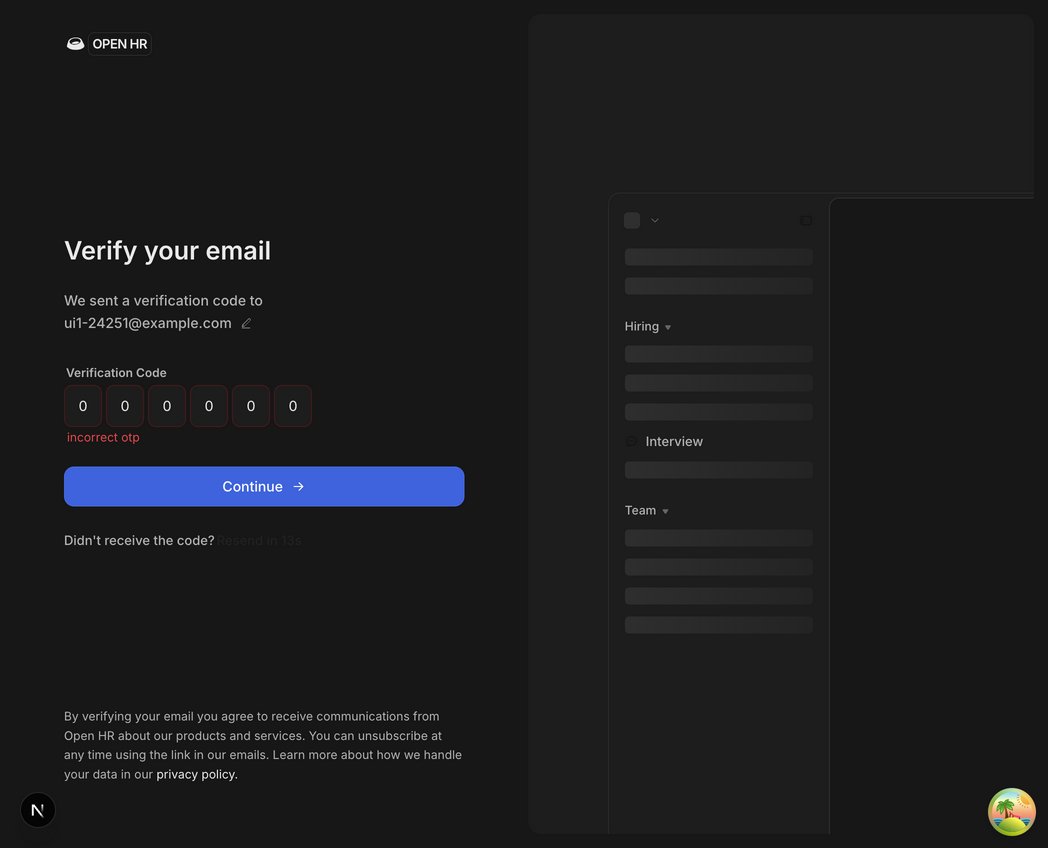 OPEN HR
Verify your email
We sent a verification code to
ui1-24251@example.com
Verification Code
0 0 0 0 0 0
incorrect otp
Continue →
Didn't receive the code? Resend in 13s
By verifying your email you agree to receive communications from
Open HR about our products and services. You can unsubscribe at
any time using the link in our emails. Learn more about how we handle
your data in our privacy policy.
N
Hiring
Interview
Team